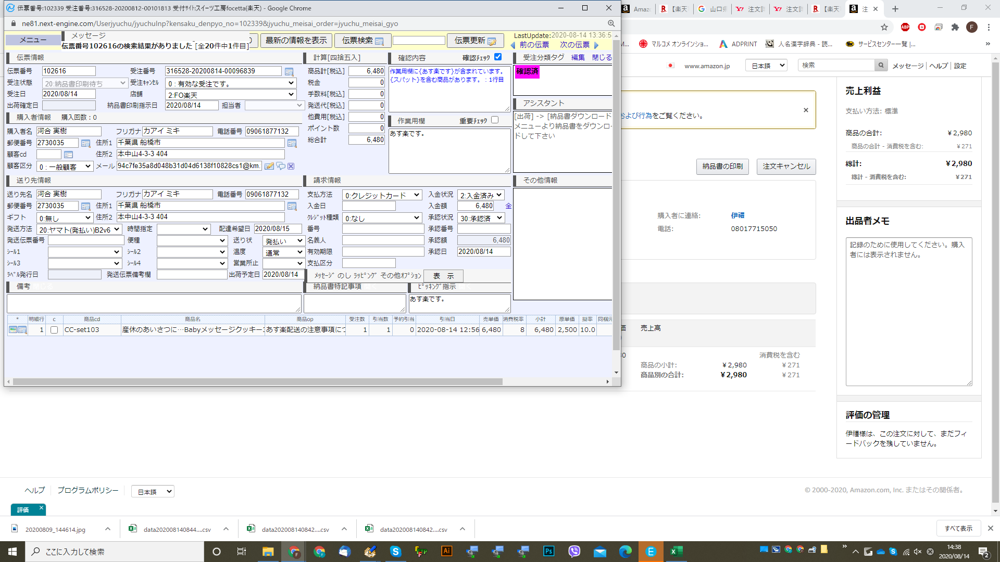 伝票番号:102339 受注番号:316528-20200812-00101813 受付ｻｲﾄ:スイーツ工房focetta(楽天) - Google Chrome
ne81.next-engine.com/Userjyuchu/jyuchuInp?kensaku_denpyo_no=102339&jyuchu_meisai_order=jyuchu_meisai_gyo
メニュー
メッセージ
伝票番号102616の検索結果がありました [全20件中1件目]
最新の情報を表示
伝票検索
伝票更新
LastUpdate:2020-08-14 13:36:5
前の伝票 次の伝票
伝票情報
伝票番号 102616 受注番号 316528-20200814-00096839
受注状態 20:納品書印刷待ち 受注ｷｬﾝｾﾙ 0 : 有効な受注です。
受注日 2020/08/14 店舗 2:FO楽天
出荷確定日 納品書印刷指示日 2020/08/14 担当者
購入者情報 購入回数 : 0
購入者名 河合 実樹 フリガナ カアイ ミキ 電話番号 09061877132
郵便番号 2730035 住所1 千葉県 船橋市
顧客cd 住所2 本中山4-3-3 404
顧客区分 0 : 一般顧客 メール 94c7fe35a8d048b31d04d6138f10828cs1@km.
計算[四捨五入]
商品計[税込] 6,480
税金 0
手数料[税込] 0
発送代[税込] 0
他費用[税込] 0
ポイント数 0
総合計 6,480
確認内容 確認ﾁｪｯｸ
作業用欄に{あす楽です}が含まれています。
{スパット}を含む商品があります。 : 1行目
作業用欄 重要ﾁｪｯｸ
あす楽です。
受注分類タグ 編集 閉じる
確認済
アシスタント
[出荷] -> [納品書ダウンロード
メニューより納品書をダウンロー
ドして下さい
送り先情報
送り先名 河合 実樹 フリガナ カアイ ミキ 電話番号 09061877132
郵便番号 2730035 住所1 千葉県 船橋市
ギフト 0:無し 住所2 本中山4-3-3 404
発送方法 20:ヤマト(発払い)B2v6 時間指定 配達希望日 2020/08/15
発送伝票番号 便種 送り状 発払い
ｼｰﾙ1 ｼｰﾙ2 温度 通常
ｼｰﾙ3 ｼｰﾙ4 営業所止
ﾗﾍﾞﾙ発行日 発送伝票備考欄 出荷予定日 2020/08/14
請求情報
支払方法 0:クレジットカード 入金状況 2:入金済み
入金日 入金額 6,480 全
ｸﾚｼﾞｯﾄ種類 0:なし 承認状況 30:承認済
番号 承認番号
名義人 承認額 6,480
有効期限 承認日 2020/08/14
支払区分
ﾒｯｾｰｼﾞ のし ﾗｯﾋﾟﾝｸﾞ その他ｵﾌﾟｼｮﾝ 表 示
その他情報
備考 納品書特記事項 ﾋﾟｯｷﾝｸﾞ指示
あす楽です。
* 明細行 c 商品cd 商品名 商品op 受注数 引当数 予約引当 引当日 売単価 消費税率 小計 原単価 掛率 同梱元
1 CC-set103 産休のあいさつに…Babyメッセージクッキー: あす楽配送の注意事項につ 1 1 0 2020-08-14 12:56 6,480 8 6,480 2,500 10.0
Amaz
【楽天
山口県
注文詳
注文詳
【楽天
注
マルコメ オンラインショ...
ADPRINT
人名漢字辞典 - 読...
サービスセンター一覧 |...
»
www.amazon.jp 日本語 検索 メッセージ | ヘルプ | 設定
および行為をご覧ください。
納品書の印刷 注文キャンセル
購入者に連絡: 伊禮
電話: 08017715050
売上高
消費税を含む
商品の小計: ￥2,980 ￥271
商品別の合計: ￥2,980 ￥271
売上利益
支払い方法: 標準
商品の合計: ￥2,980
商品の合計 - 消費税を含む: ￥271
総計: ￥2,980
総計 - 消費税を含む: ￥271
出品者メモ
記録のために使用してください。購入
者には表示されません。
評価の管理
伊禮様は、この注文に対して、まだフィ
ードバックを残していません。
ヘルプ プログラムポリシー 日本語
© 2000-2020, Amazon.com, Inc. またはその関係者。
評価
20200809_144614.jpg
data202008140844....csv
data202008140842....csv
data202008140842....csv
すべて表示
ここに入力して検索
14:38
2020/08/14
2